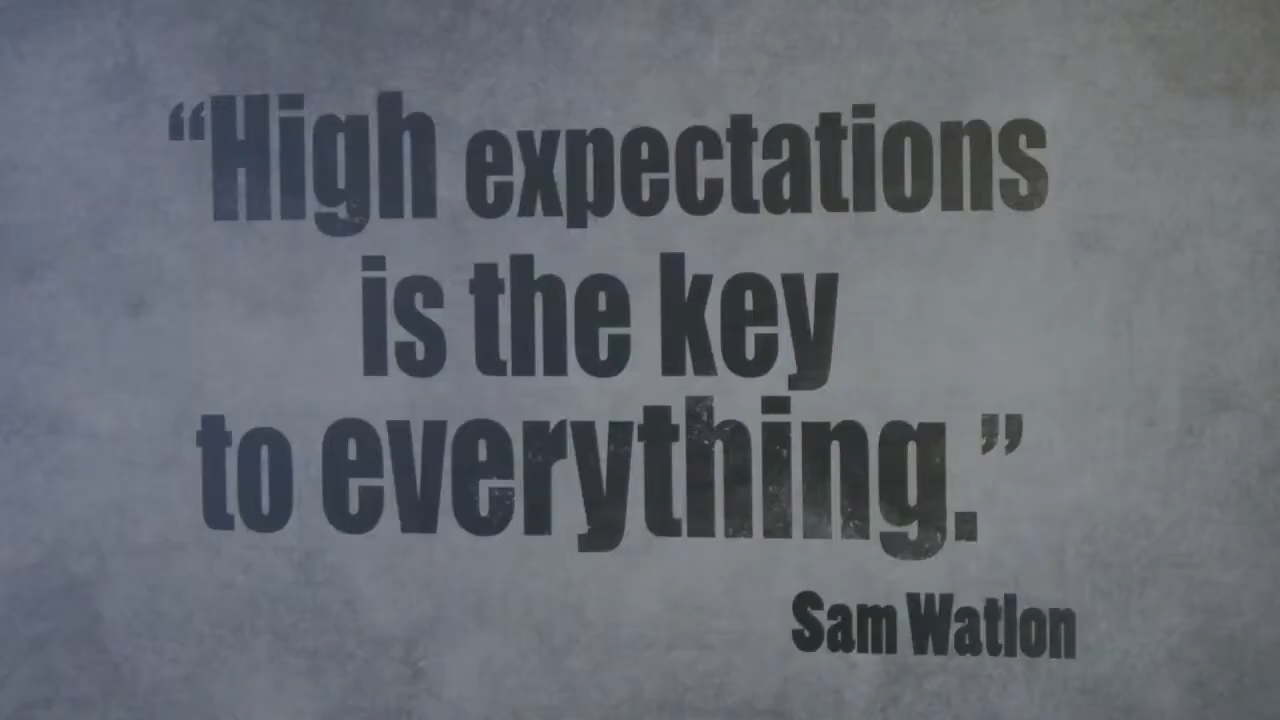 “High expectations
is the key
to everything.”
Sam Watlon